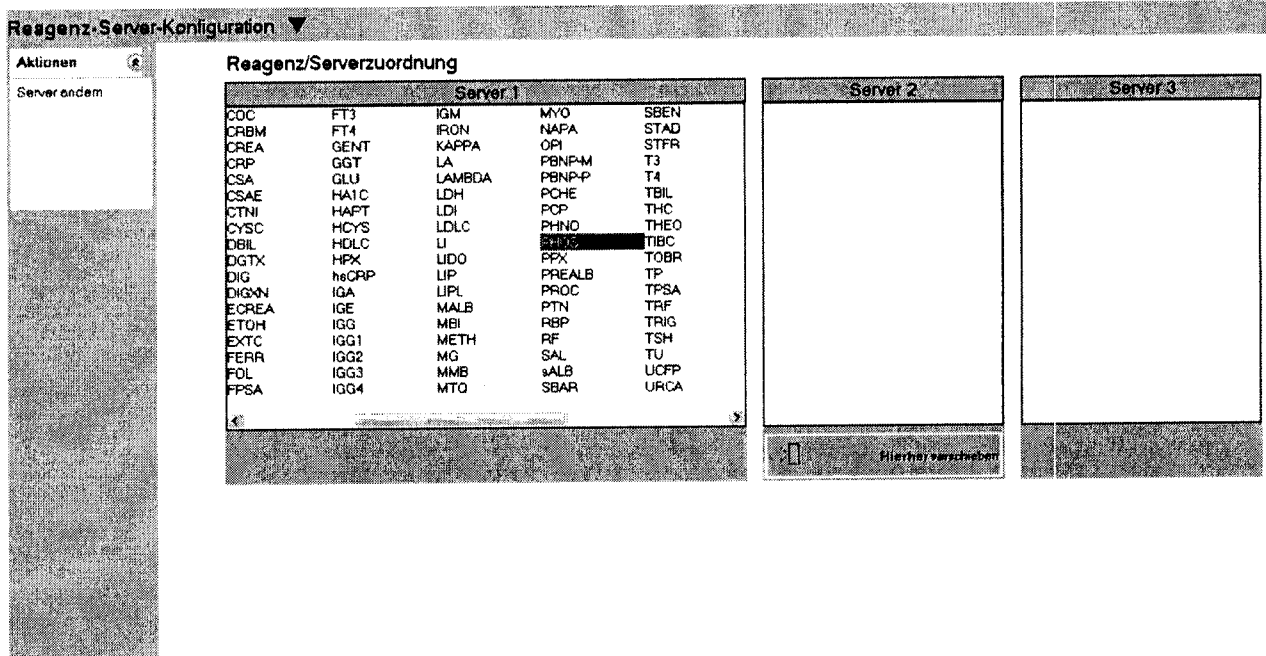 Reagenz-Server-Konfiguration
Aktionen
Server ändern
Reagenz/Serverzuordnung
Server 1
Server 2
Server 3
COC FT3 IGM MYO SBEN
CRBM FT4 IRON NAPA STAD
CREA GENT KAPPA OPI STFR
CRP GGT LA PBNP-M T3
CSA GLU LAMBDA PBNP-P T4
CSAE HA1C LDH PCHE TBIL
CTNI HAPT LDI PCP THC
CYSC HCYS LDLC PHNO THEO
DBIL HDLC LI TIBC
DGTX HPX LIDO PPX TOBR
DIG hsCRP LIP PREALB TP
DIGXN IGA LIPL PROC TPSA
ECREA IGE MALB PTN TRF
ETOH IGG MBI RBP TRIG
EXTC IGG1 METH RF TSH
FERR IGG2 MG SAL TU
FOL IGG3 MMB sALB UCFP
FPSA IGG4 MTQ SBAR URCA
Hierher verschieben